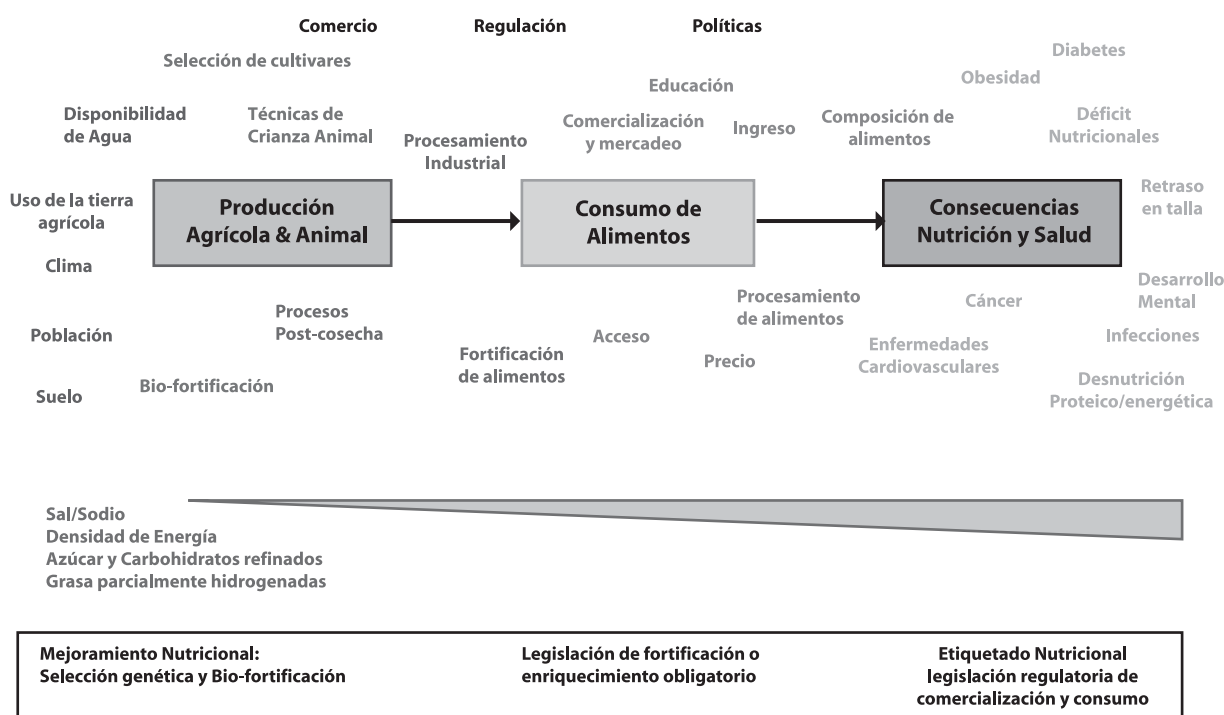 Comercio
Regulación
Políticas
Selección de cultivares
Diabetes
Obesidad
Educación
Disponibilidad
de Agua
Técnicas de
Crianza Animal
Procesamiento
Industrial
Comercialización
y mercadeo
Ingreso
Composición de
alimentos
Déficit
Nutricionales
Uso de la tierra
agrícola
Producción
Agrícola & Animal
Consumo de
Alimentos
Consecuencias
Nutrición y Salud
Retraso
en talla
Clima
Desarrollo
Mental
Procesos
Post-cosecha
Procesamiento
de alimentos
Cáncer
Población
Acceso
Infecciones
Fortificación
de alimentos
Precio
Enfermedades
Cardiovasculares
Suelo
Bio-fortificación
Desnutrición
Proteico/energética
Sal/Sodio
Densidad de Energía
Azúcar y Carbohidratos refinados
Grasa parcialmente hidrogenadas
Mejoramiento Nutricional:
Selección genética y Bio-fortificación
Legislación de fortificación o
enriquecimiento obligatorio
Etiquetado Nutricional
legislación regulatoria de
comercialización y consumo